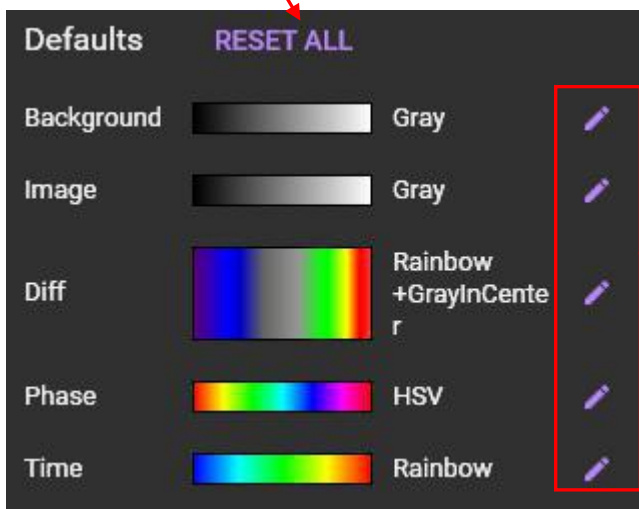 Defaults RESET ALL
Background Gray
Image Gray
Diff Rainbow
+GrayInCente
r
Phase HSV
Time Rainbow